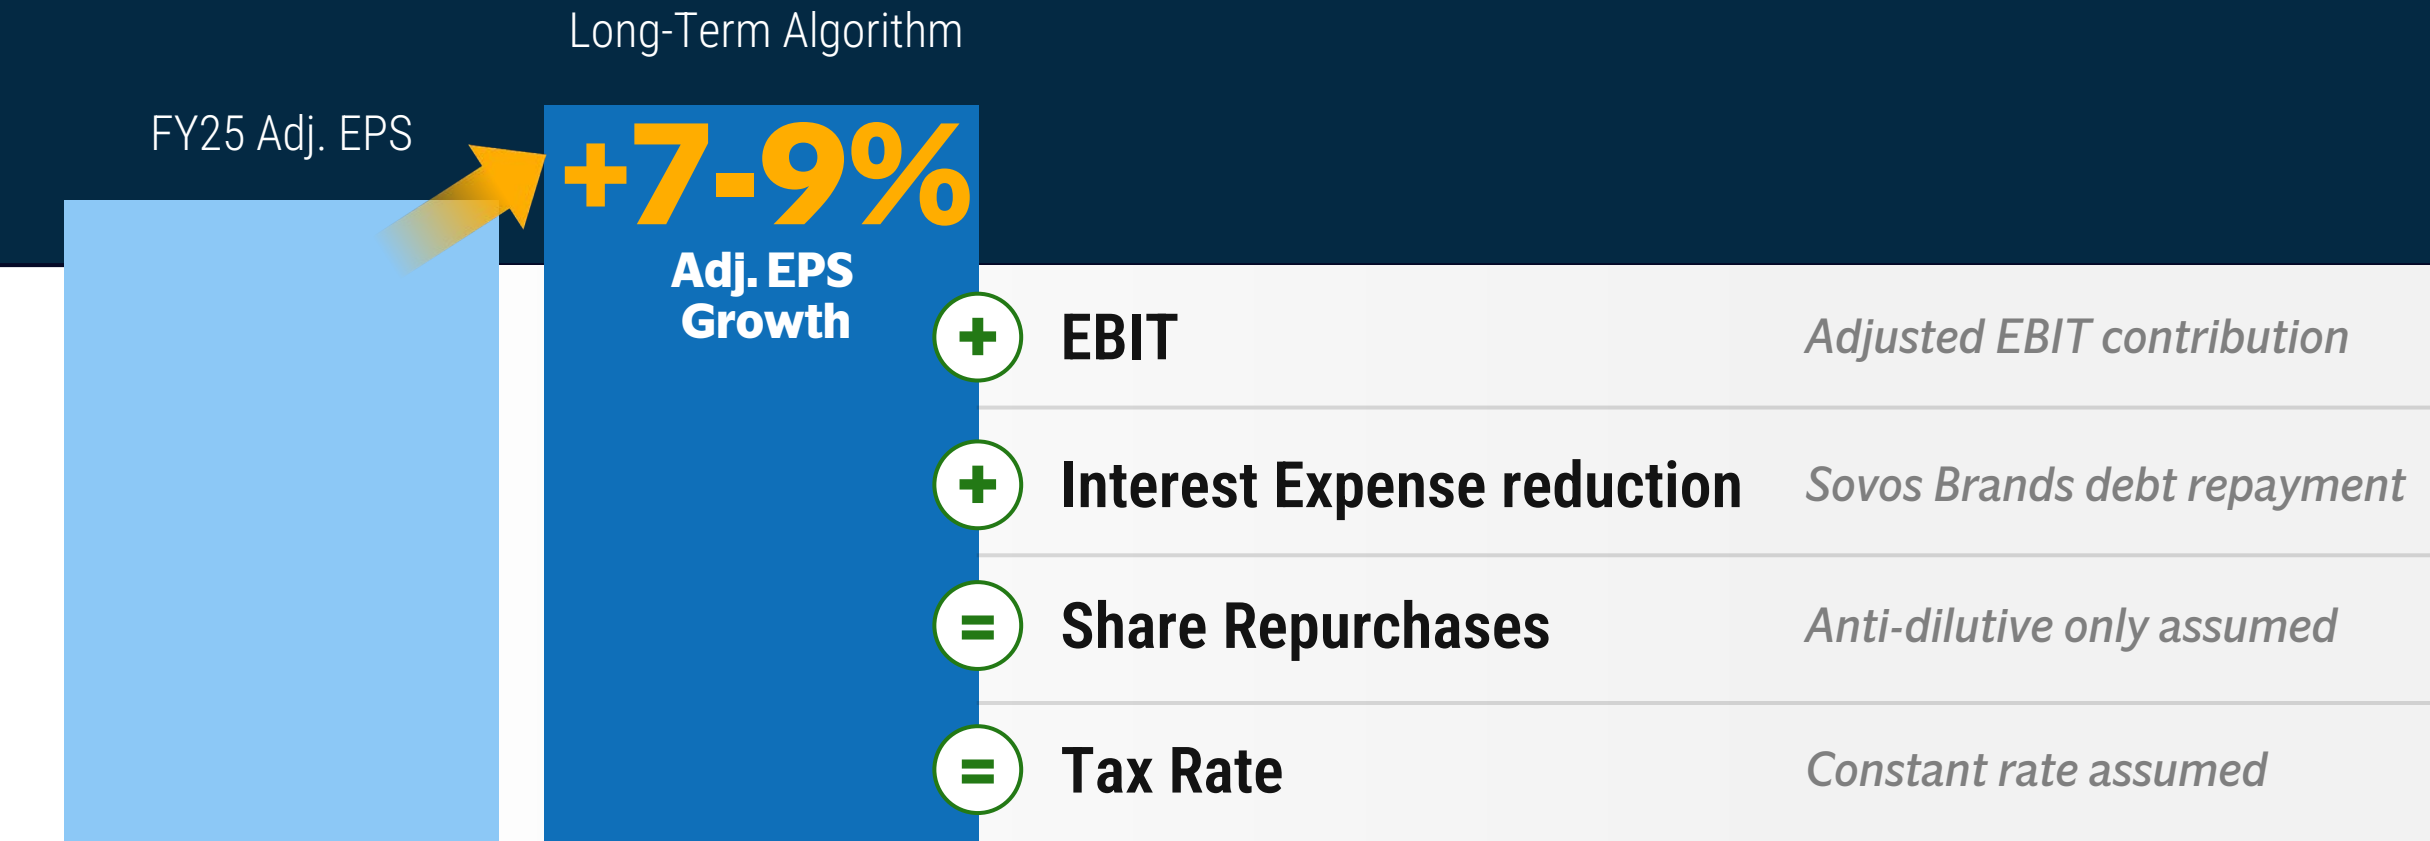 Long-Term Algorithm
FY25 Adj. EPS
+7-9%
Adj. EPS
Growth
+ EBIT Adjusted EBIT contribution
+ Interest Expense reduction Sovos Brands debt repayment
= Share Repurchases Anti-dilutive only assumed
= Tax Rate Constant rate assumed